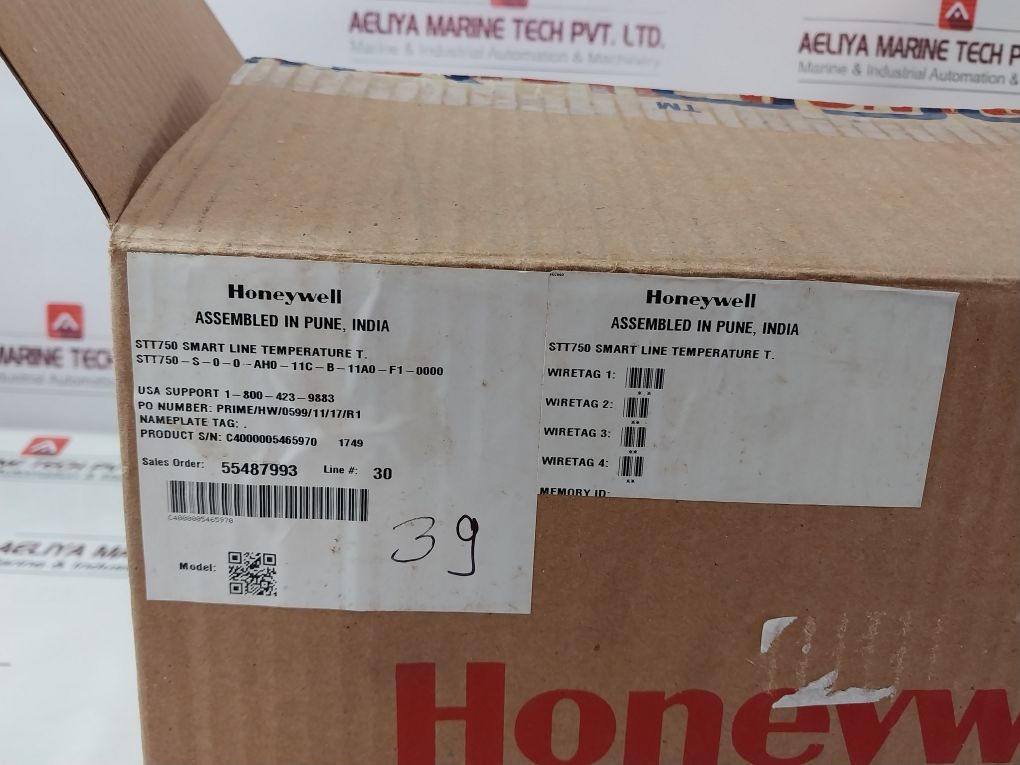 AELIYA MARINE TECH PVT. LTD.
Marine & Industrial Automation & Machinery
AELIYA MARINE TECH P
Marine & Industrial Automation &
TM
MARINE TECH
Honeywell
ASSEMBLED IN PUNE, INDIA
STT750 SMART LINE TEMPERATURE T.
STT750-S-0-0-AH0-11C-B-11A0-F1-0000
USA SUPPORT 1-800-423-9883
PO NUMBER: PRIME/HW/0599/11/17/R1
NAMEPLATE TAG: .
PRODUCT S/N: C4000005465970 1749
Sales Order: 55487993 Line #: 30
C4000005465970
39
Model:
Honeywell
ASSEMBLED IN PUNE, INDIA
STT750 SMART LINE TEMPERATURE T.
WIRETAG 1:
**
WIRETAG 2:
**
WIRETAG 3:
**
WIRETAG 4:
**
MEMORY ID:
Honeyw